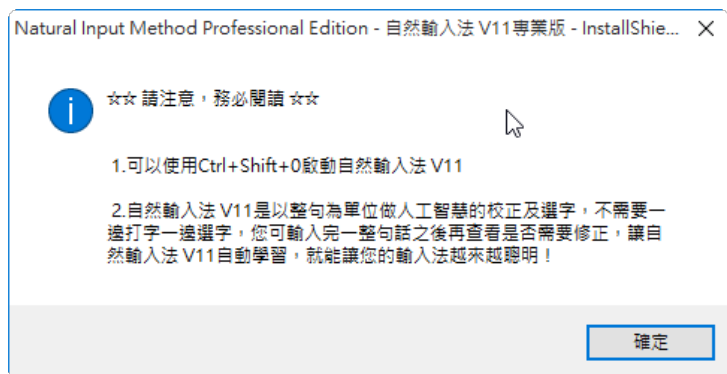 Natural Input Method Professional Edition - 自然輸入法 V11專業版 - InstallShie...
☆☆ 請注意，務必閱讀 ☆☆
1.可以使用Ctrl+Shift+0啟動自然輸入法 V11
2.自然輸入法 V11是以整句為單位做人工智慧的校正及選字，不需要一
邊打字一邊選字，您可輸入完一整句話之後再查看是否需要修正，讓自
然輸入法 V11自動學習，就能讓您的輸入法越來越聰明！
確定